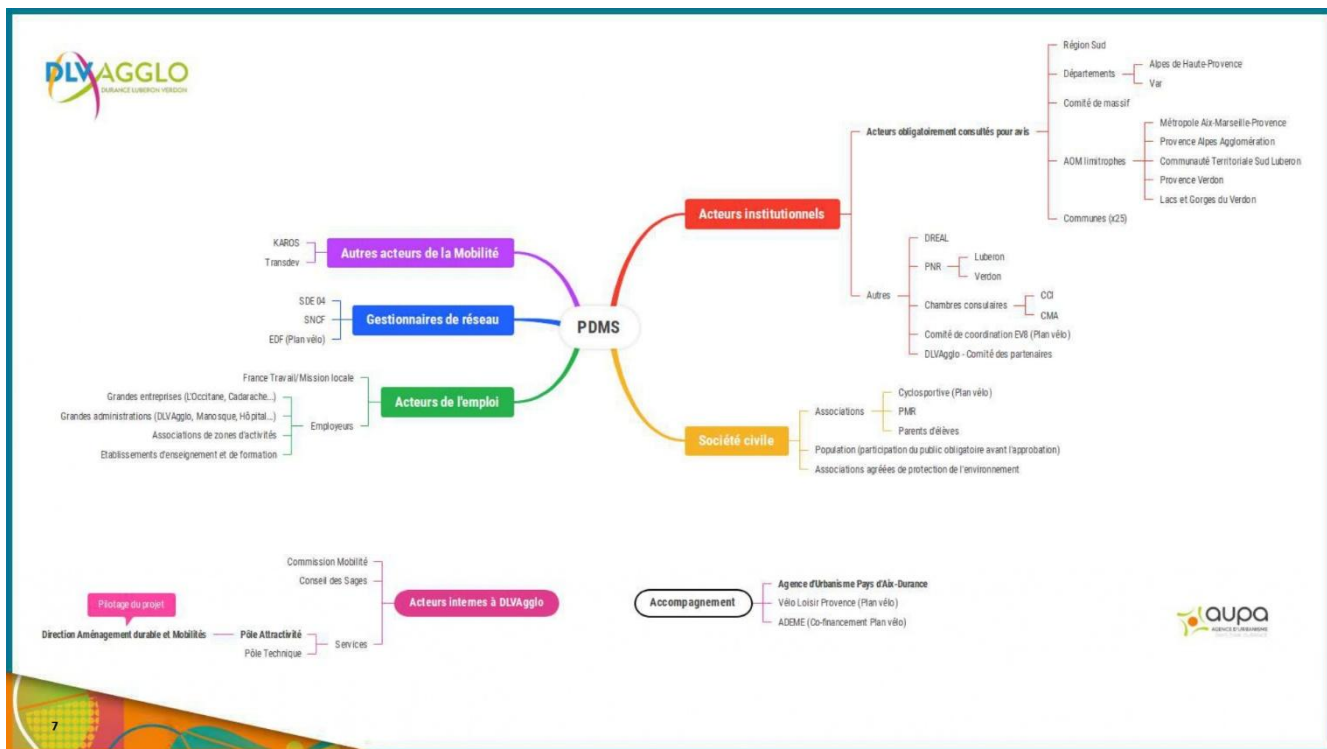 DLVAGGLO
DURANCE LUBERON VERDON
PDMS
Acteurs institutionnels
Acteurs obligatoirement consultés pour avis
Région Sud
Départements
Alpes de Haute-Provence
Var
Comité de massif
AOM limitrophes
Métropole Aix-Marseille-Provence
Provence Alpes Agglomération
Communauté Territoriale Sud Luberon
Provence Verdon
Lacs et Gorges du Verdon
Communes (x25)
Autres
DREAL
PNR
Luberon
Verdon
Chambres consulaires
CCI
CMA
Comité de coordination EV8 (Plan vélo)
DLVAgglo - Comité des partenaires
Société civile
Associations
Cyclosportive (Plan vélo)
PMR
Parents d'élèves
Population (participation du public obligatoire avant l'approbation)
Associations agréées de protection de l'environnement
Autres acteurs de la Mobilité
KAROS
Transdev
Gestionnaires de réseau
SDE 04
SNCF
EDF (Plan vélo)
Acteurs de l'emploi
France Travail/Mission locale
Employeurs
Grandes entreprises (L'Occitane, Cadarache...)
Grandes administrations (DLVAgglo, Manosque, Hôpital...)
Associations de zones d'activités
Etablissements d'enseignement et de formation
Acteurs internes à DLVAgglo
Commission Mobilité
Conseil des Sages
Services
Pôle Attractivité
Pôle Technique
Pilotage du projet
Direction Aménagement durable et Mobilités
Accompagnement
Agence d'Urbanisme Pays d'Aix-Durance
Vélo Loisir Provence (Plan vélo)
ADEME (Co-financement Plan vélo)
aupa
AGENCE D'URBANISME
7